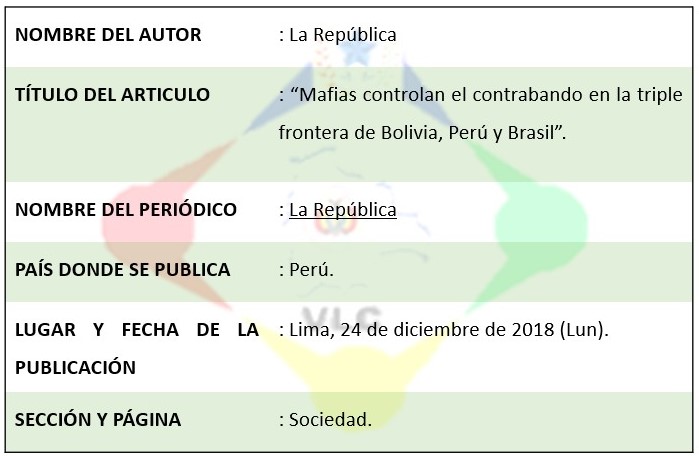 NOMBRE DEL AUTOR : La República
TÍTULO DEL ARTICULO : “Mafias controlan el contrabando en la triple
frontera de Bolivia, Perú y Brasil”.
NOMBRE DEL PERIÓDICO : La República
PAÍS DONDE SE PUBLICA : Perú.
VLC
LUGAR Y FECHA DE LA : Lima, 24 de diciembre de 2018 (Lun).
PUBLICACIÓN
SECCIÓN Y PÁGINA : Sociedad.